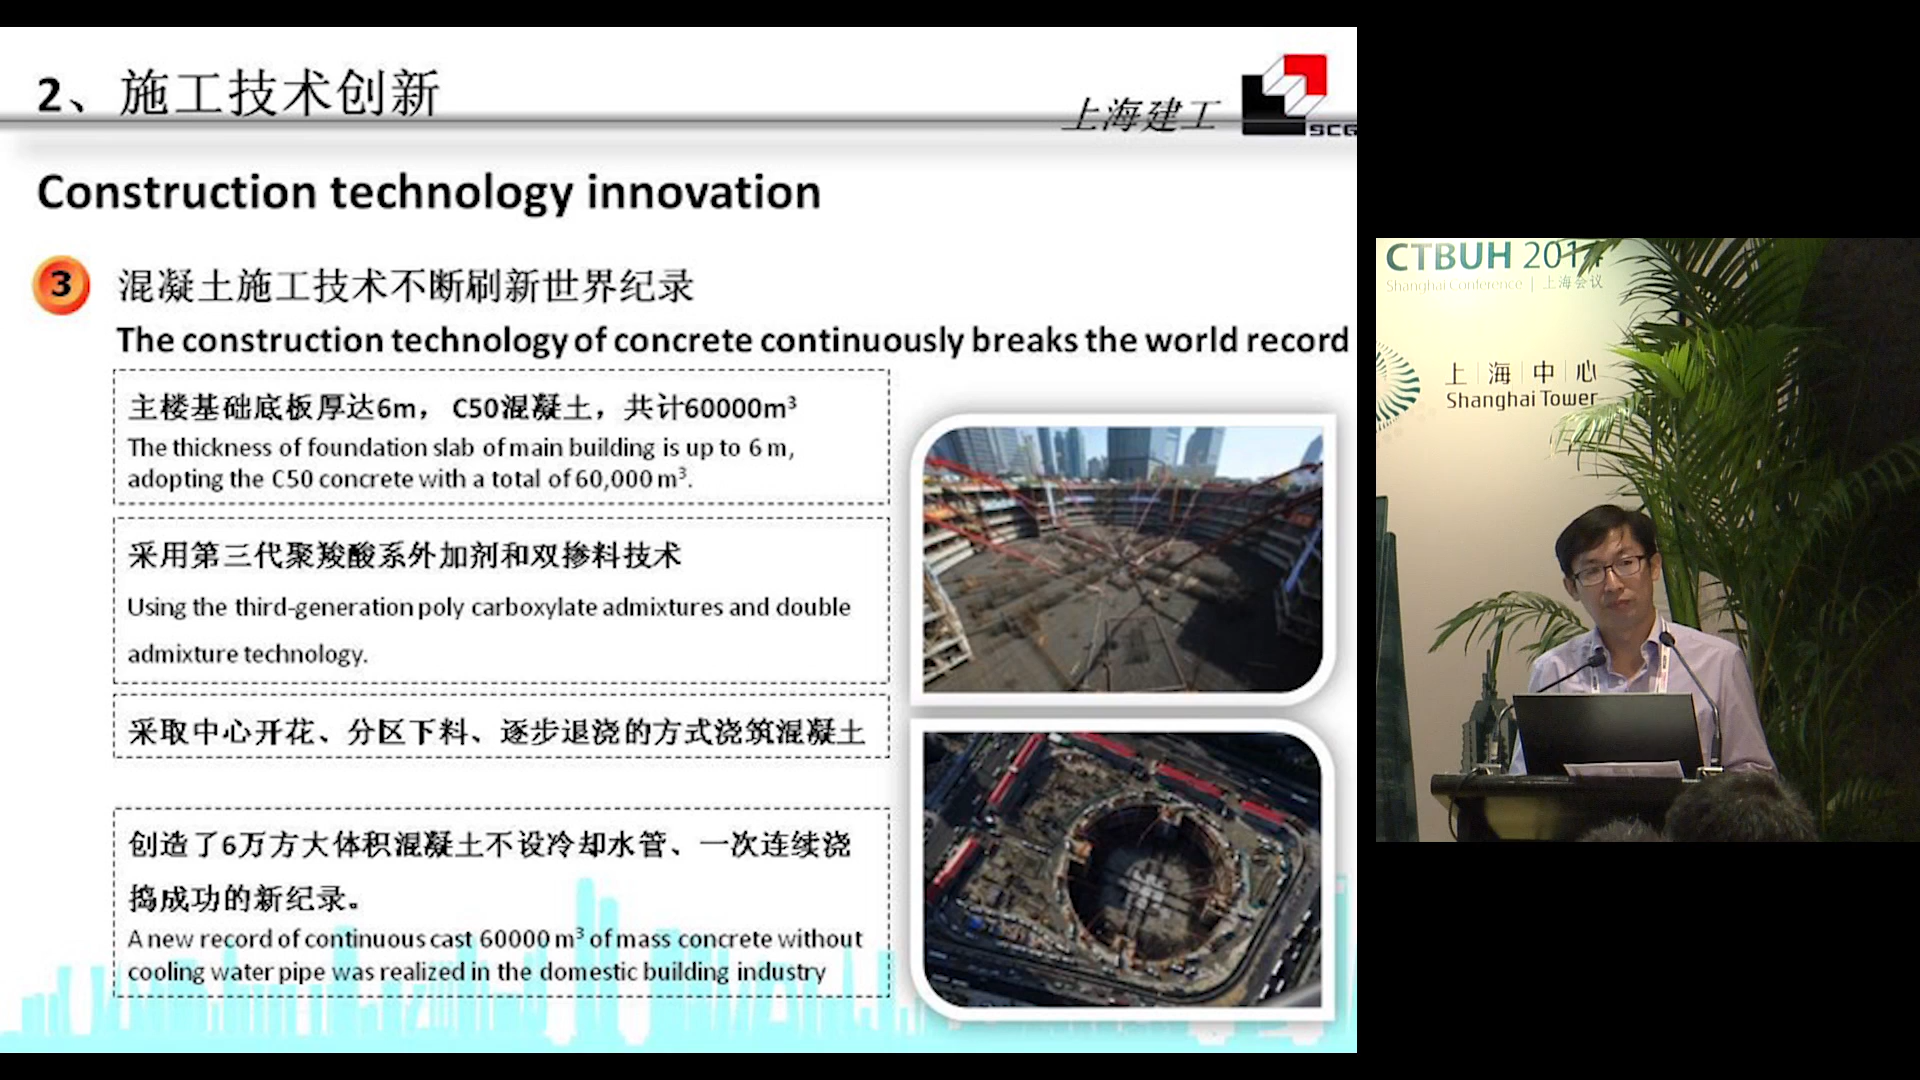 2、施工技术创新
上海建工
SCG
Construction technology innovation
3 混凝土施工技术不断刷新世界纪录
The construction technology of concrete continuously breaks the world record
主楼基础底板厚达6m，C50混凝土，共计60000m³
The thickness of foundation slab of main building is up to 6 m,
adopting the C50 concrete with a total of 60,000 m³.
采用第三代聚羧酸系外加剂和双掺料技术
Using the third-generation poly carboxylate admixtures and double
admixture technology.
采取中心开花、分区下料、逐步退浇的方式浇筑混凝土
创造了6万方大体积混凝土不设冷却水管、一次连续浇
捣成功的新纪录。
A new record of continuous cast 60000 m³ of mass concrete without
cooling water pipe was realized in the domestic building industry
CTBUH 2014
Shanghai Conference | 上海会议
上海中心
Shanghai Tower